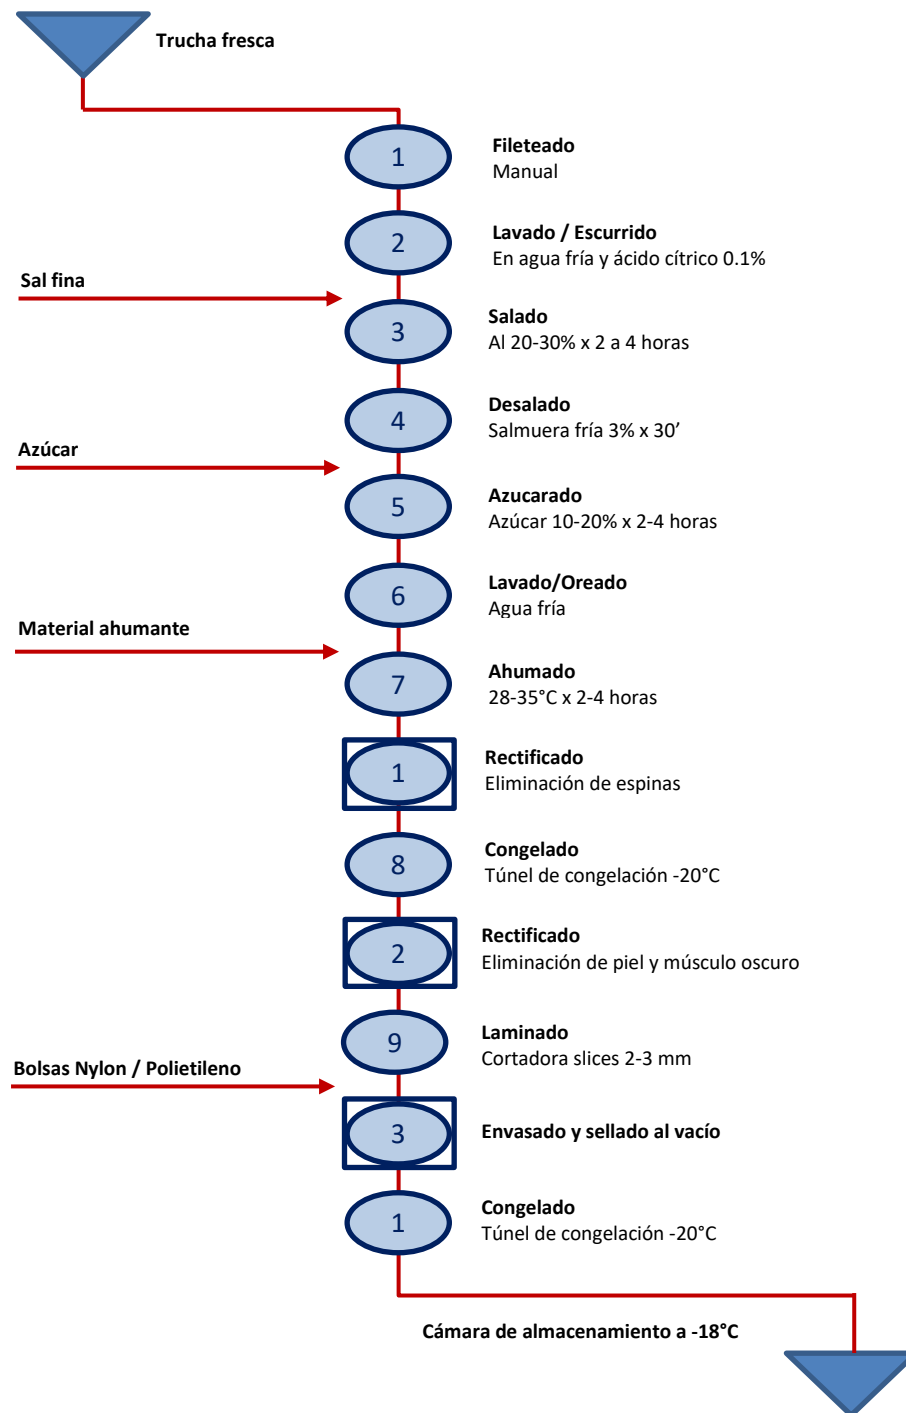 Trucha fresca
1
Fileteado
Manual
2
Lavado / Escurrido
En agua fría y ácido cítrico 0.1%
Sal fina
3
Salado
Al 20-30% x 2 a 4 horas
4
Desalado
Salmuera fría 3% x 30’
Azúcar
5
Azucarado
Azúcar 10-20% x 2-4 horas
6
Lavado/Oreado
Agua fría
Material ahumante
7
Ahumado
28-35°C x 2-4 horas
1
Rectificado
Eliminación de espinas
8
Congelado
Túnel de congelación -20°C
2
Rectificado
Eliminación de piel y músculo oscuro
9
Laminado
Cortadora slices 2-3 mm
Bolsas Nylon / Polietileno
3
Envasado y sellado al vacío
1
Congelado
Túnel de congelación -20°C
Cámara de almacenamiento a -18°C